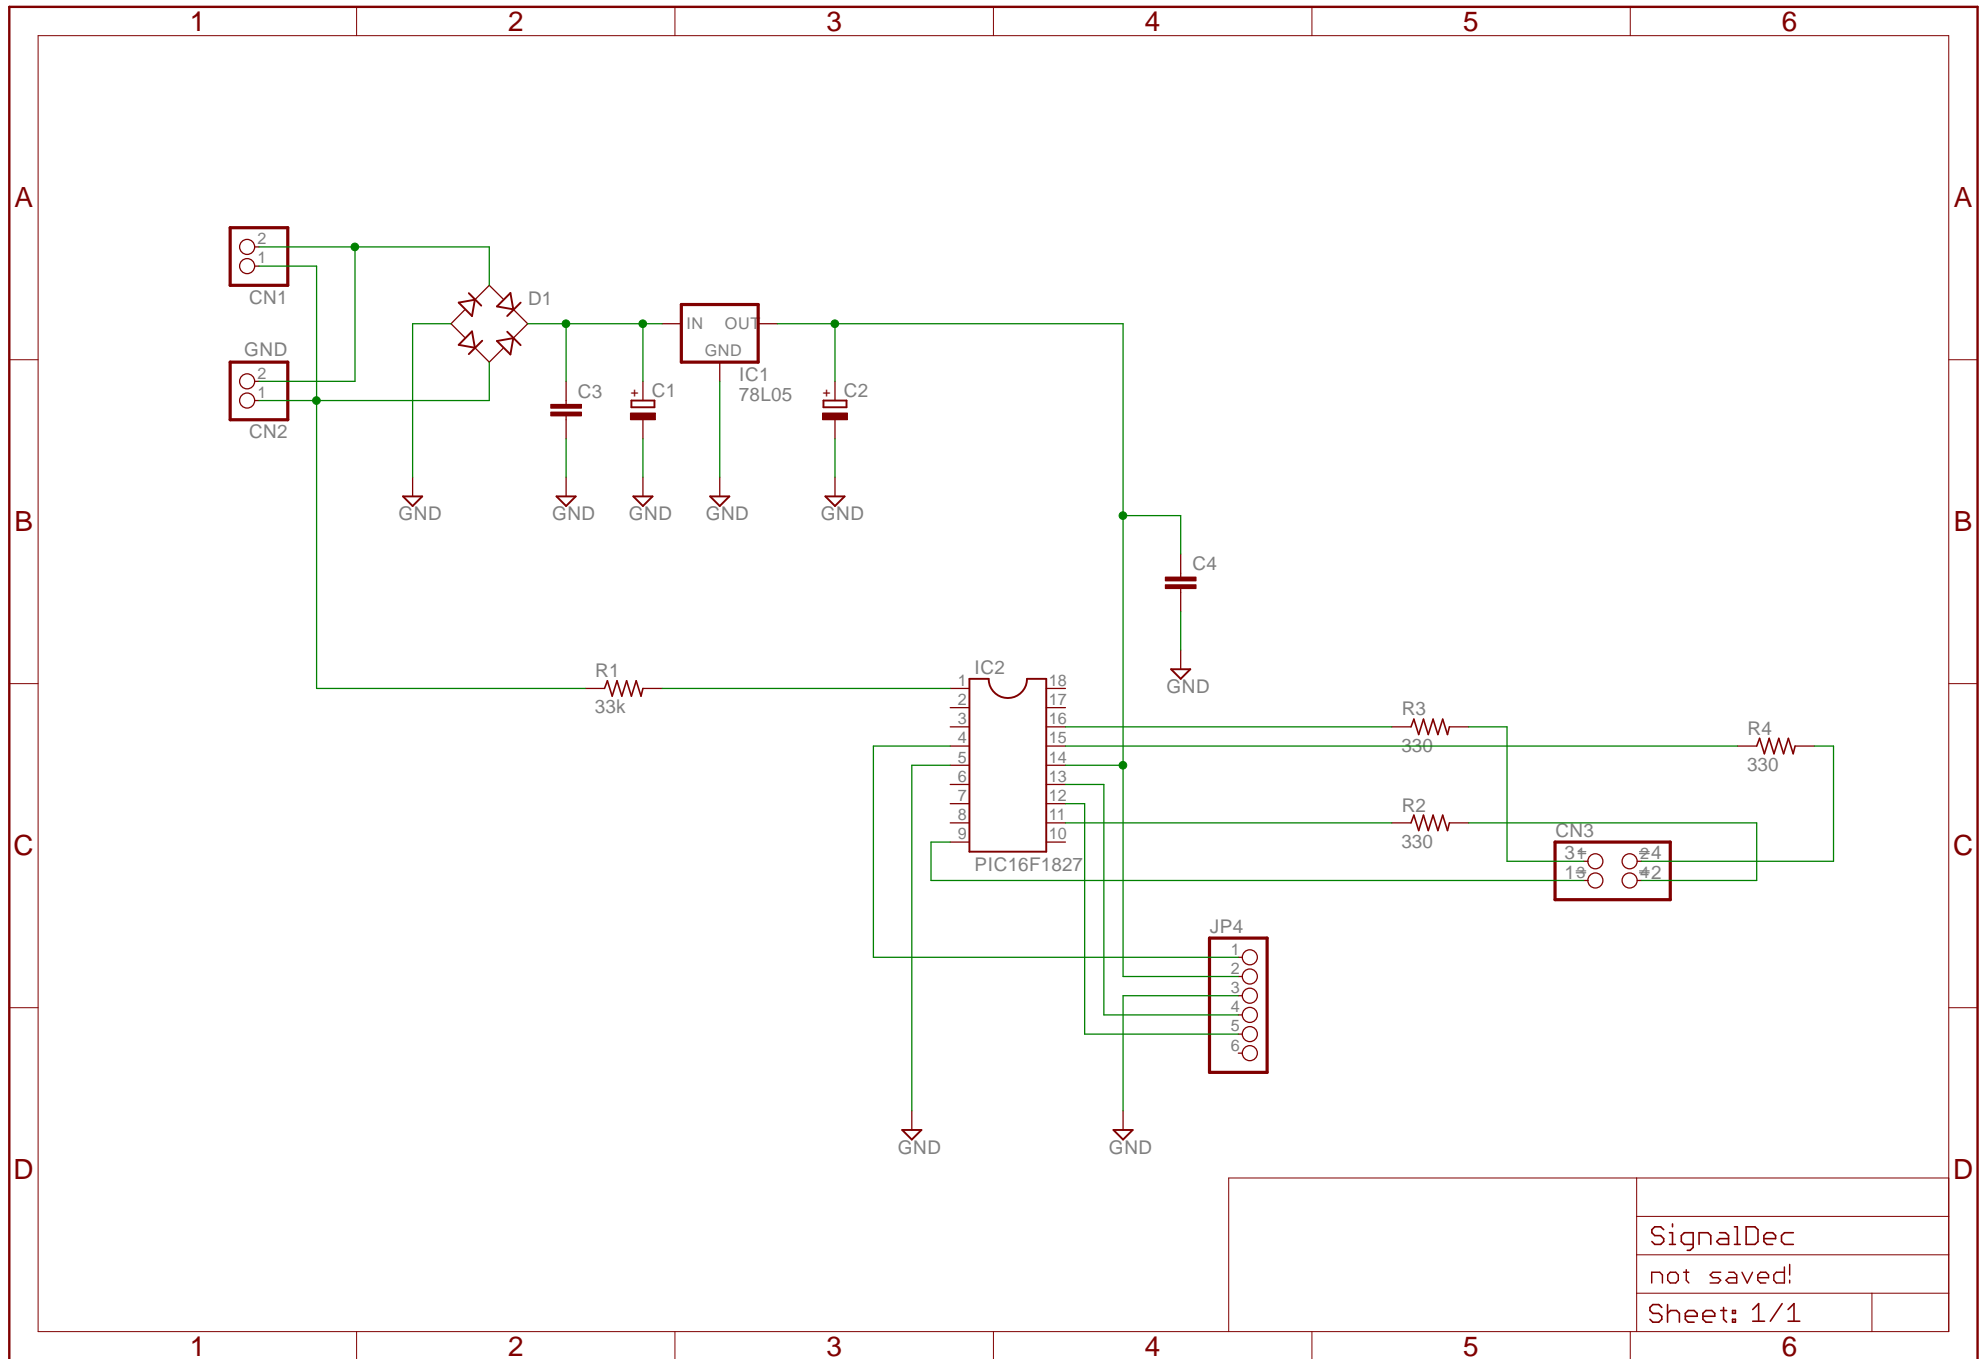 1 2 3 4 5 6
A A
2
1
CN1
D1
IN OUT
GND
IC1
78L05
GND
2
1
CN2
C3
C1
+
C2
+
GND GND GND GND GND
B B
C4
GND
R1
33k
IC2
1 18
2 17
3 16
4 15
5 14
6 13
7 12
8 11
9 10
PIC16F1827
R3
330
R4
330
R2
330
C C
CN3
3 4
1 2
JP4
1
2
3
4
5
6
GND GND
D D
SignalDec
not saved!
Sheet: 1/1
1 2 3 4 5 6